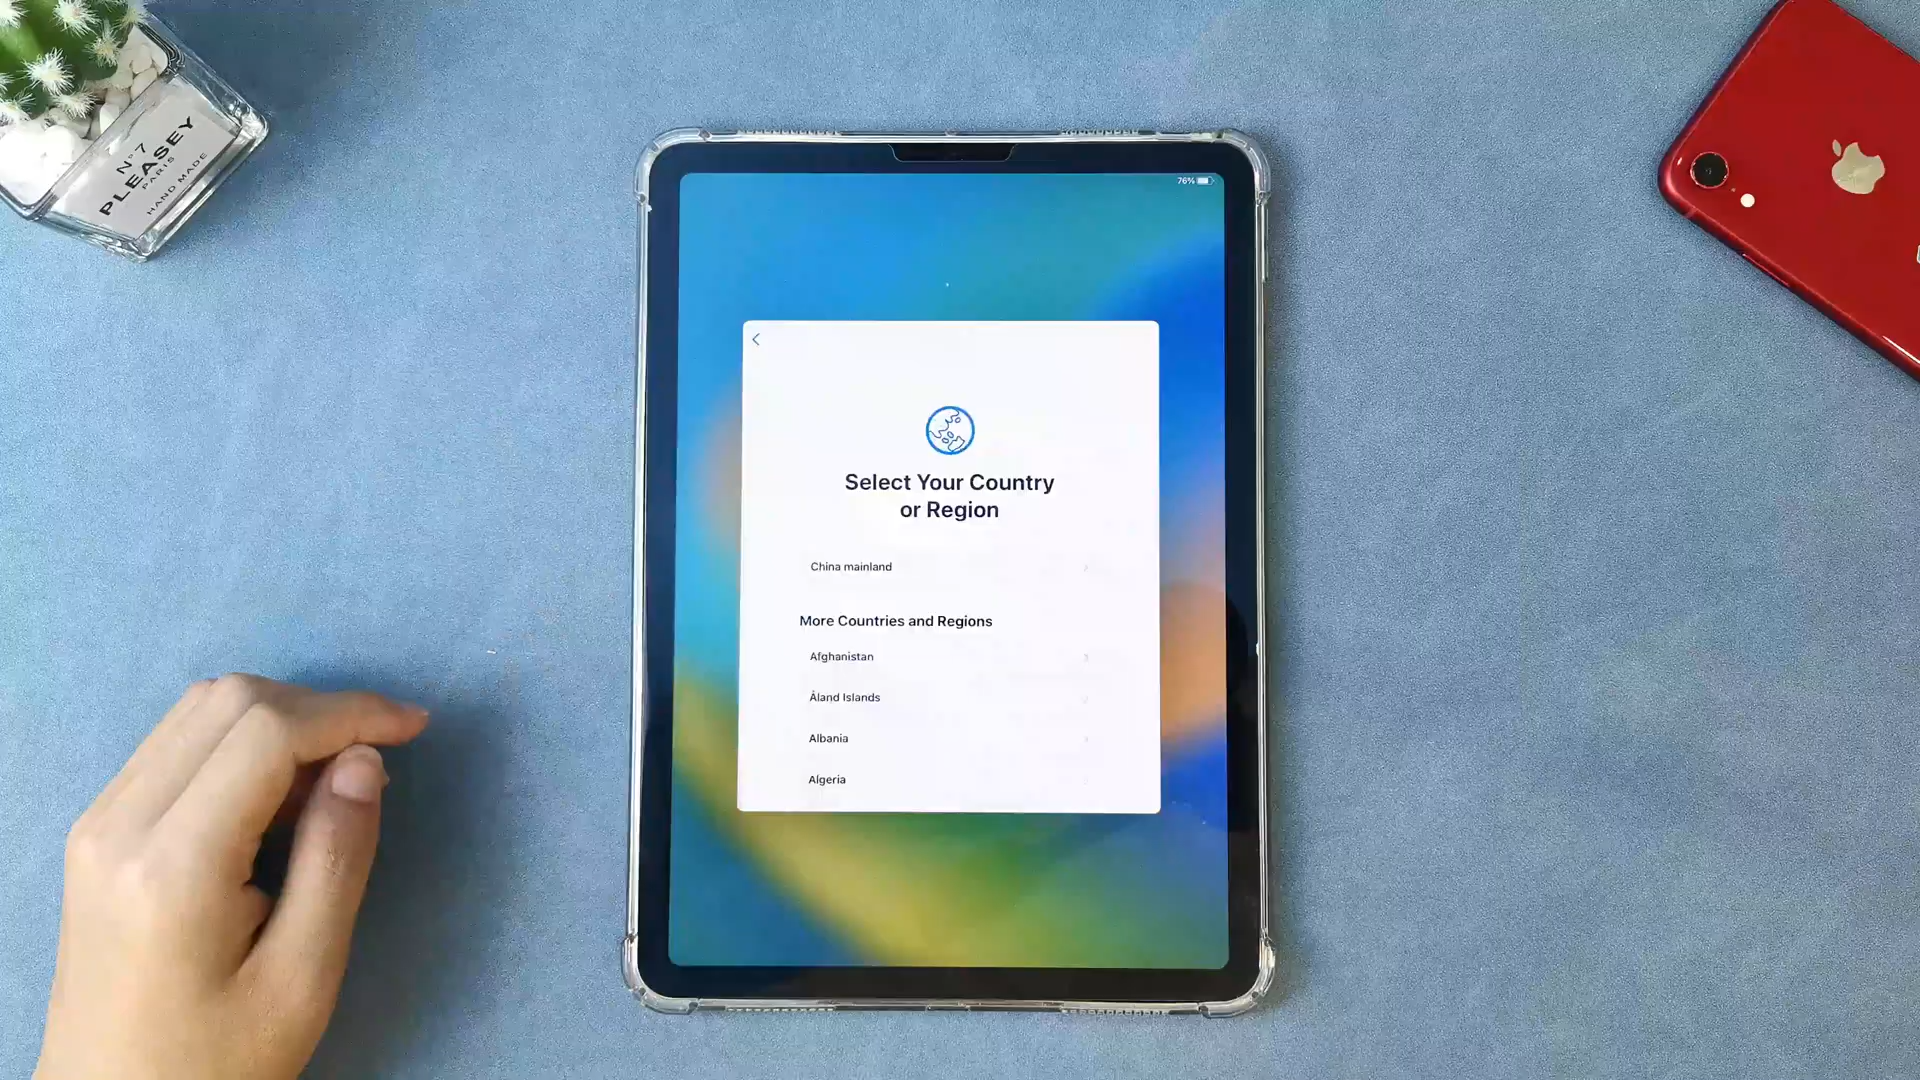 N°7
PLEASEY
PARIS
HAND MADE
76%
Select Your Country
or Region
China mainland
More Countries and Regions
Afghanistan
Åland Islands
Albania
Algeria